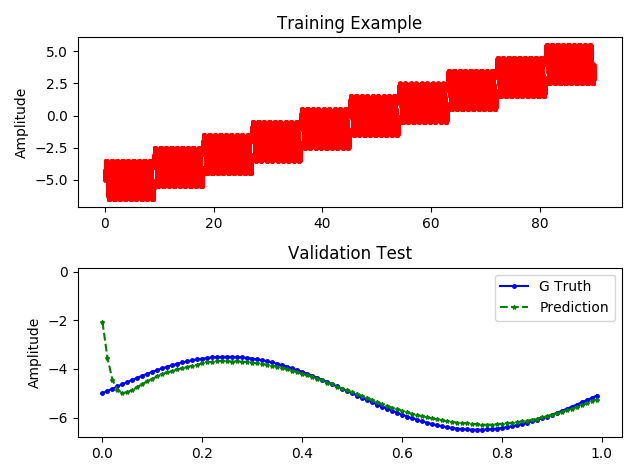 Training Example
5.0
2.5
0.0
−2.5
−5.0
Amplitude
0 20 40 60 80
Validation Test
0
−2
−4
−6
Amplitude
G Truth
Prediction
0.0 0.2 0.4 0.6 0.8 1.0